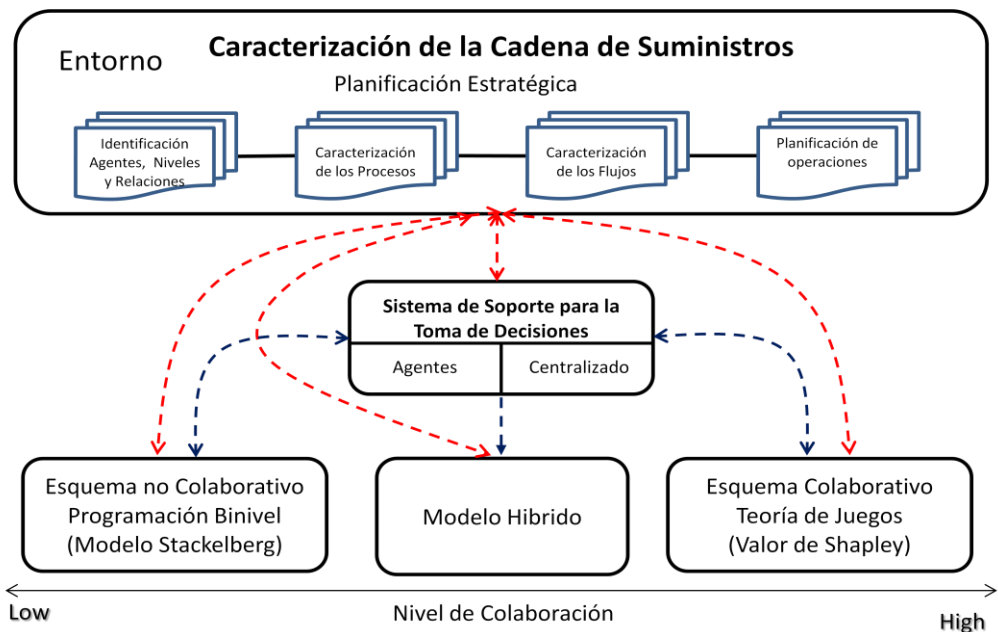 Entorno
Caracterización de la Cadena de Suministros
Planificación Estratégica
Identificación
Agentes, Niveles
y Relaciones
Caracterización
de los Procesos
Caracterización
de los Flujos
Planificación de
operaciones
Sistema de Soporte para la
Toma de Decisiones
Agentes
Centralizado
Esquema no Colaborativo
Programación Binivel
(Modelo Stackelberg)
Modelo Hibrido
Esquema Colaborativo
Teoría de Juegos
(Valor de Shapley)
Low
Nivel de Colaboración
High